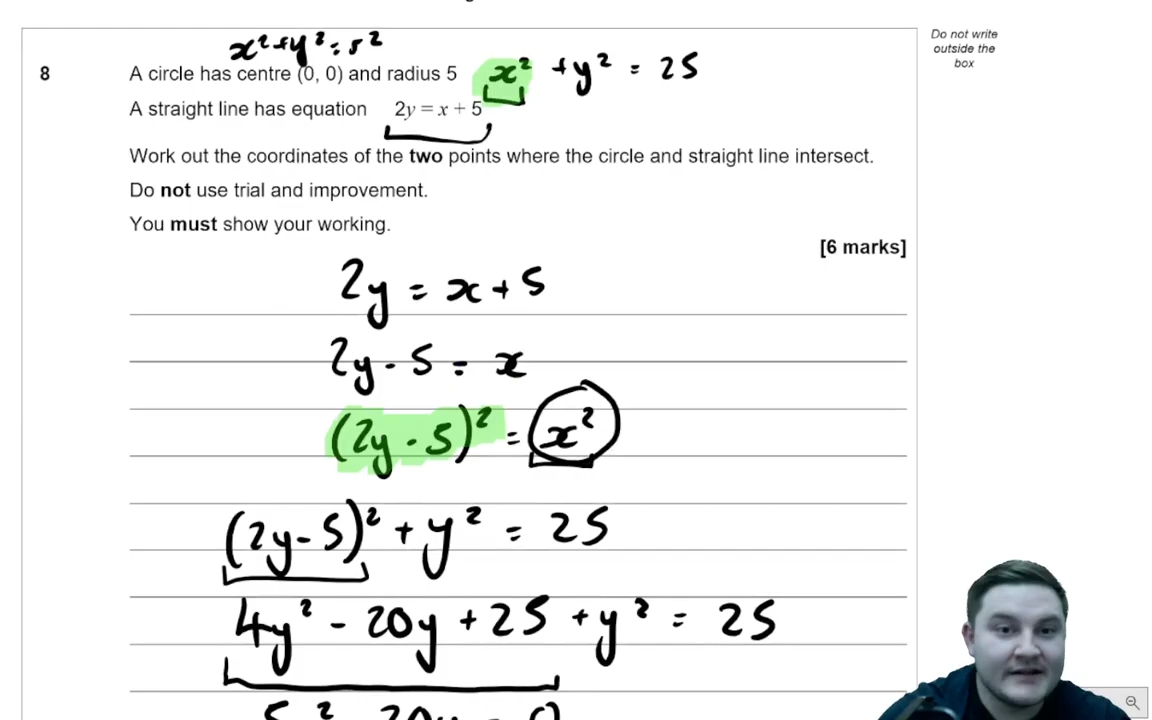 x² + y² = 5²
8 A circle has centre (0, 0) and radius 5 x² + y² = 25
A straight line has equation 2y = x + 5
Work out the coordinates of the two points where the circle and straight line intersect.
Do not use trial and improvement.
You must show your working.
[6 marks]
Do not write
outside the
box
2y = x + 5
2y - 5 = x
(2y - 5)² = x²
(2y - 5)² + y² = 25
4y² - 20y + 25 + y² = 25